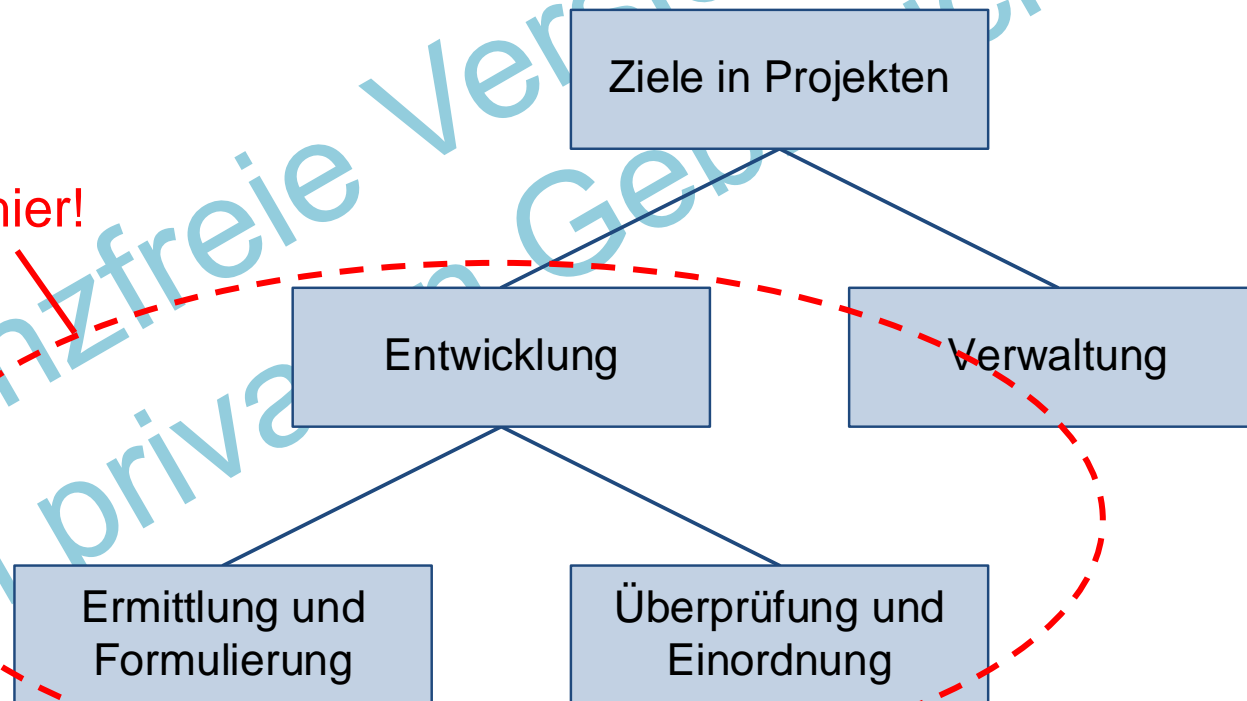 Ziele in Projekten
hier!
Entwicklung
Verwaltung
Ermittlung und
Formulierung
Überprüfung und
Einordnung